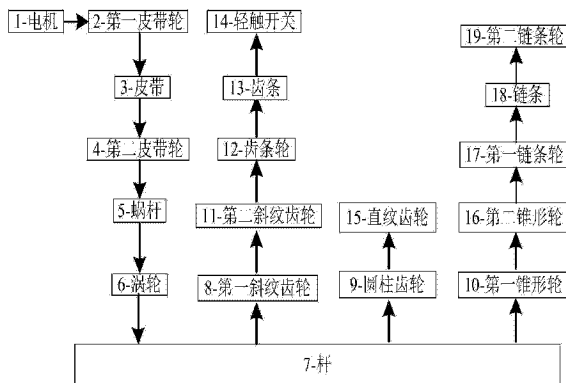 1-电机
2-第一皮带轮
14-轻触开关
19-第二链条轮
3-皮带
13-齿条
18-链条
4-第二皮带轮
12-齿条轮
17-第一链条轮
5-蜗杆
11-第二斜纹齿轮
15-直纹齿轮
16-第二锥形轮
6-涡轮
8-第一斜纹齿轮
9-圆柱齿轮
10-第一锥形轮
7-杆